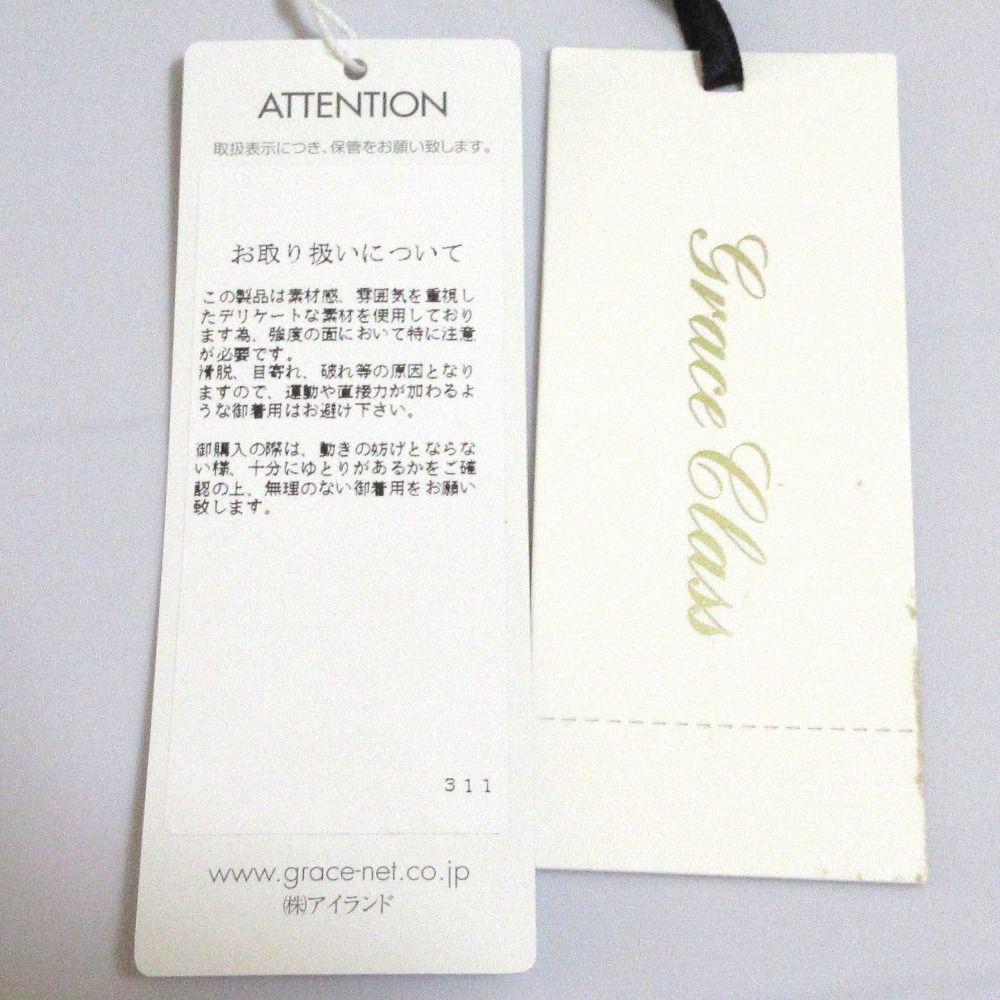 ATTENTION
取扱表示につき、保管をお願い致します。
お取り扱いについて
この製品は素材感、雰囲気を重視し
たデリケートな素材を使用しており
ます為、強度の面において特に注意
が必要です。
滑脱、目寄れ、破れ等の原因となり
ますので、運動や直接力が加わるよ
うな御着用はお避け下さい。
御購入の際は、動きの妨げとならな
い様、十分にゆとりがあるかをご確
認の上、無理のない御着用をお願い
致します。
311
www.grace-net.co.jp
㈱アイランド
Grace Class